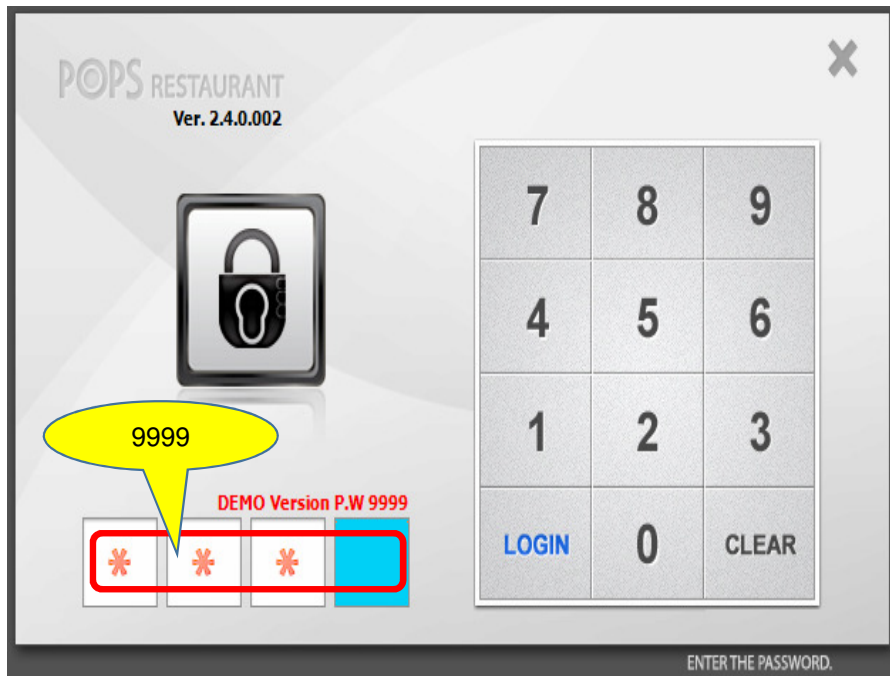 POPS RESTAURANT
Ver. 2.4.0.002
7 8 9
4 5 6
1 2 3
LOGIN 0 CLEAR
9999
DEMO Version P.W 9999
* * *
ENTER THE PASSWORD.